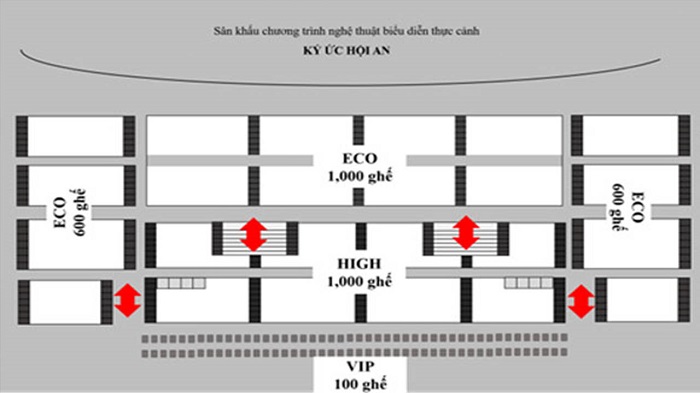 Sân khấu chương trình nghệ thuật biểu diễn thực cảnh
KÝ ỨC HỘI AN
ECO
1,000 ghế
ECO
600 ghế
ECO
600 ghế
HIGH
1,000 ghế
VIP
100 ghế